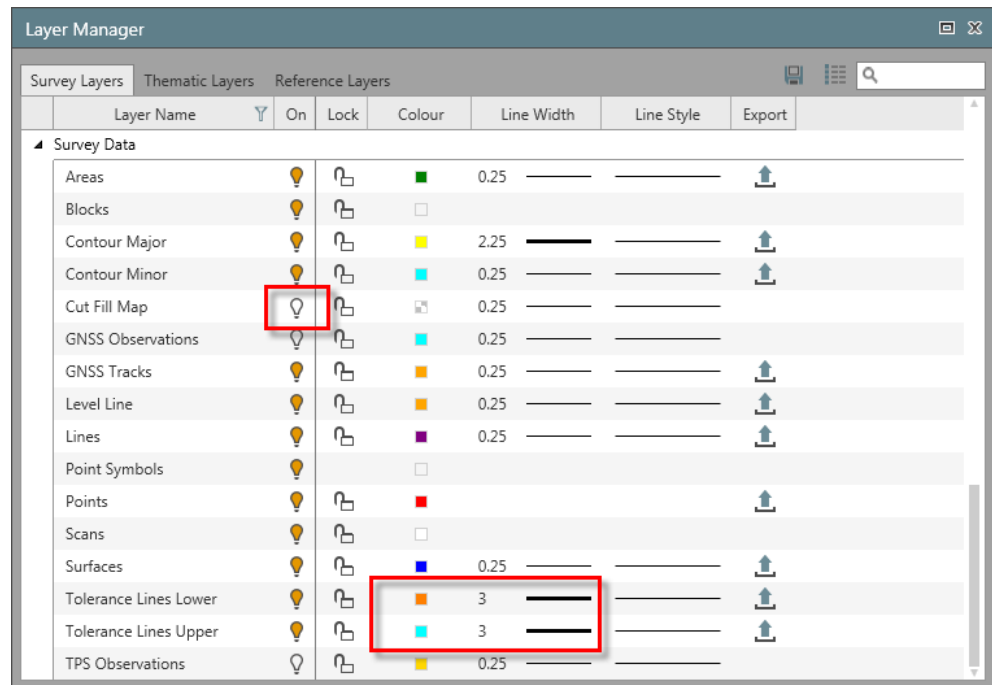 Layer Manager
Survey Layers Thematic Layers Reference Layers
Layer Name On Lock Colour Line Width Line Style Export
Survey Data
Areas 0.25
Blocks
Contour Major 2.25
Contour Minor 0.25
Cut Fill Map 0.25
GNSS Observations 0.25
GNSS Tracks 0.25
Level Line 0.25
Lines 0.25
Point Symbols
Points
Scans
Surfaces 0.25
Tolerance Lines Lower 3
Tolerance Lines Upper 3
TPS Observations 0.25